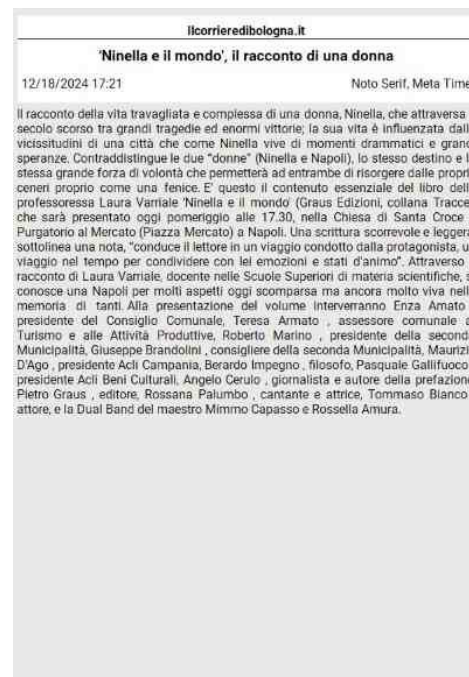 Ilcorrieredibologna.it
'Ninella e il mondo', il racconto di una donna
12/18/2024 17:21 Noto Serif, Meta Time
Il racconto della vita travagliata e complessa di una donna, Ninella, che attraversa
secolo scorso tra grandi tragedie ed enormi vittorie; la sua vita è influenzata dall
vicissitudini di una città che come Ninella vive di momenti drammatici e grand
speranze. Contraddistingue le due "donne" (Ninella e Napoli), lo stesso destino e l
stessa grande forza di volontà che permetterà ad entrambe di risorgere dalle propri
ceneri proprio come una fenice. E' questo il contenuto essenziale del libro dell
professoressa Laura Varriale 'Ninella e il mondo' (Graus Edizioni, collana Tracce
che sarà presentato oggi pomeriggio alle 17.30, nella Chiesa di Santa Croce
Purgatorio al Mercato (Piazza Mercato) a Napoli. Una scrittura scorrevole e leggera
sottolinea una nota, "conduce il lettore in un viaggio condotto dalla protagonista, u
viaggio nel tempo per condividere con lei emozioni e stati d'animo". Attraverso
racconto di Laura Varriale, docente nelle Scuole Superiori di materia scientifiche, s
conosce una Napoli per molti aspetti oggi scomparsa ma ancora molto viva nell
memoria di tanti. Alla presentazione del volume interverranno Enza Amato
presidente del Consiglio Comunale, Teresa Armato , assessore comunale a
Turismo e alle Attività Produttive, Roberto Marino , presidente della second
Municipalità, Giuseppe Brandolini , consigliere della seconda Municipalità, Maurizi
D'Ago , presidente Acli Campania, Berardo Impegno , filosofo, Pasquale Gallifuoco
presidente Acli Beni Culturali, Angelo Cerulo , giornalista e autore della prefazione
Pietro Graus , editore, Rossana Palumbo , cantante e attrice, Tommaso Bianco
attore, e la Dual Band del maestro Mimmo Capasso e Rossella Amura.